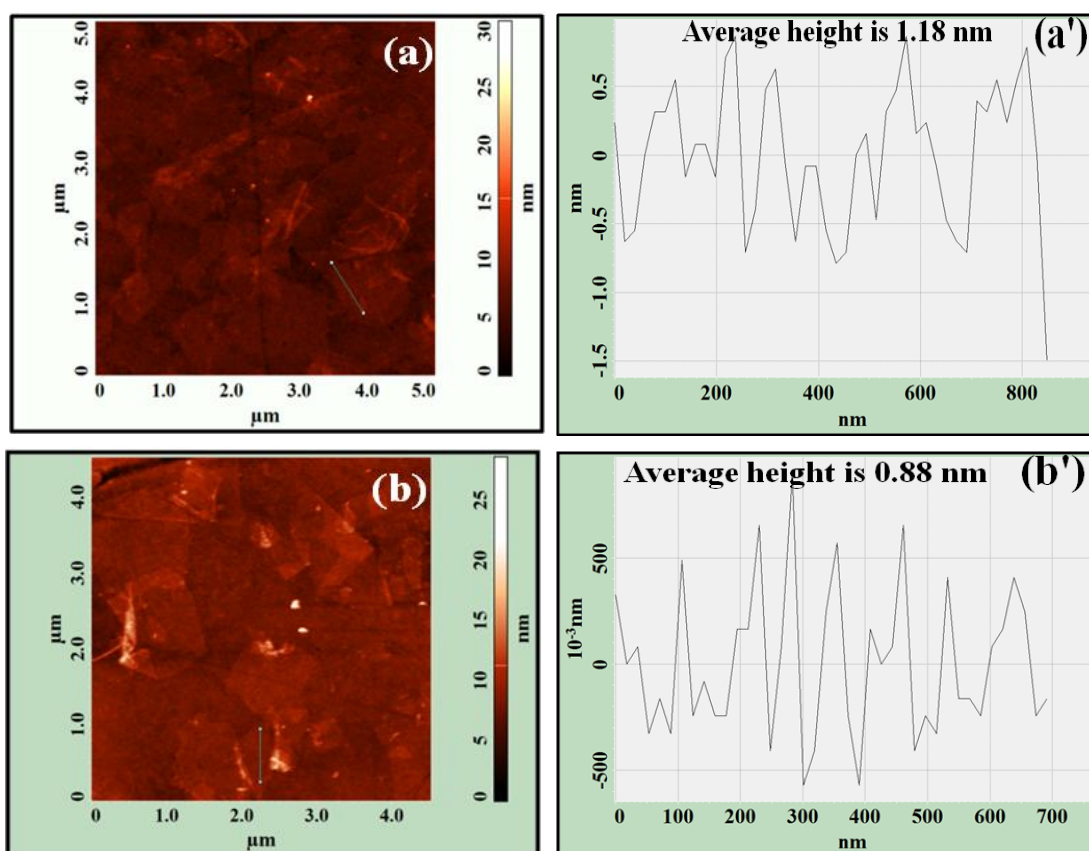 (a)
5.0
4.0
3.0
2.0
1.0
0
µm
0 1.0 2.0 3.0 4.0 5.0
µm
30
25
20
15
10
5
0
nm
Average height is 1.18 nm
(a')
0.5
0
-0.5
-1.0
-1.5
nm
0 200 400 600 800
nm
(b)
4.0
3.0
2.0
1.0
0
µm
0 1.0 2.0 3.0 4.0
µm
25
20
15
10
5
0
nm
Average height is 0.88 nm
(b')
500
0
-500
10⁻³nm
0 100 200 300 400 500 600 700
nm